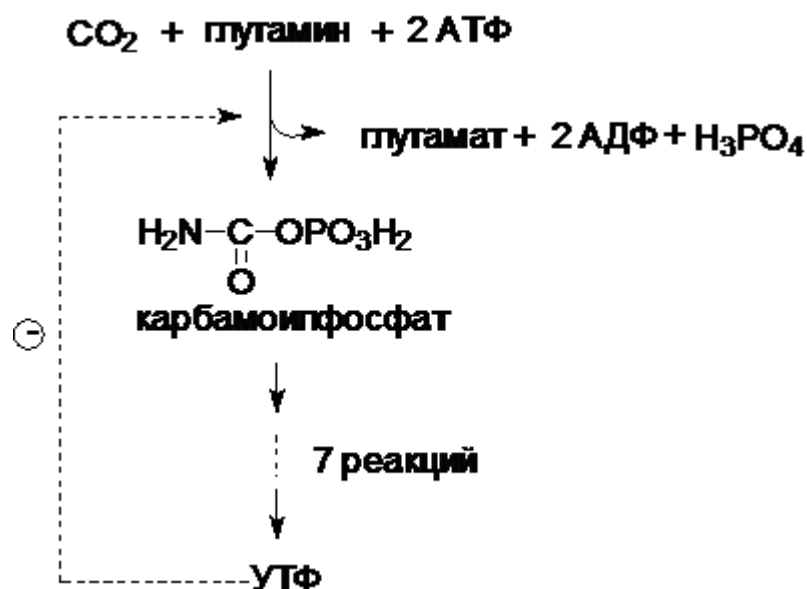 CO₂ + глутамин + 2 АТФ
глутамат + 2 АДФ + H₃PO₄
H₂N–C–OPO₃H₂
O
карбамоилфосфат
7 реакций
УТФ